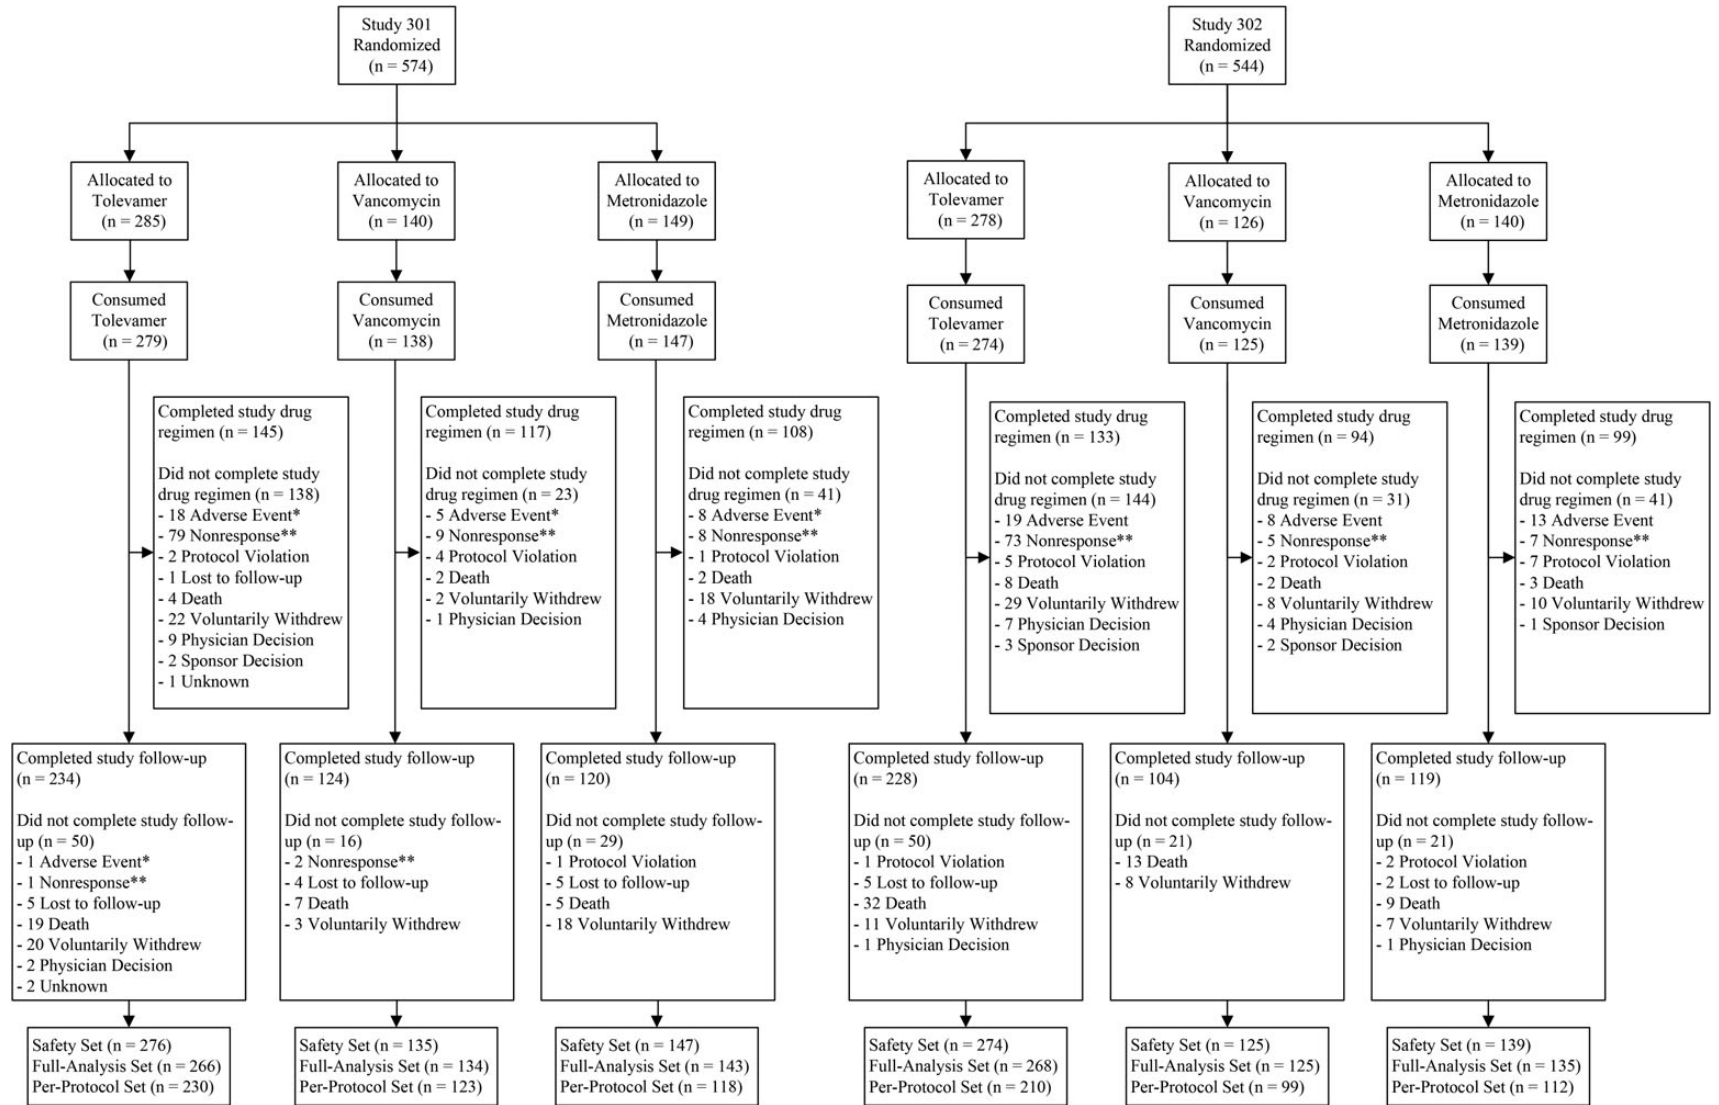 Study 301
Randomized
(n = 574)
Allocated to
Tolevamer
(n = 285)
Allocated to
Vancomycin
(n = 140)
Allocated to
Metronidazole
(n = 149)
Consumed
Tolevamer
(n = 279)
Consumed
Vancomycin
(n = 138)
Consumed
Metronidazole
(n = 147)
Completed study drug
regimen (n = 145)
Did not complete study
drug regimen (n = 138)
- 18 Adverse Event*
- 79 Nonresponse**
- 2 Protocol Violation
- 1 Lost to follow-up
- 4 Death
- 22 Voluntarily Withdrew
- 9 Physician Decision
- 2 Sponsor Decision
- 1 Unknown
Completed study drug
regimen (n = 117)
Did not complete study
drug regimen (n = 23)
- 5 Adverse Event*
- 9 Nonresponse**
- 4 Protocol Violation
- 2 Death
- 2 Voluntarily Withdrew
- 1 Physician Decision
Completed study drug
regimen (n = 108)
Did not complete study
drug regimen (n = 41)
- 8 Adverse Event*
- 8 Nonresponse**
- 1 Protocol Violation
- 2 Death
- 18 Voluntarily Withdrew
- 4 Physician Decision
Completed study follow-up
(n = 234)
Did not complete study follow-
up (n = 50)
- 1 Adverse Event*
- 1 Nonresponse**
- 5 Lost to follow-up
- 19 Death
- 20 Voluntarily Withdrew
- 2 Physician Decision
- 2 Unknown
Completed study follow-up
(n = 124)
Did not complete study follow-
up (n = 16)
- 2 Nonresponse**
- 4 Lost to follow-up
- 7 Death
- 3 Voluntarily Withdrew
Completed study follow-up
(n = 120)
Did not complete study follow-
up (n = 29)
- 1 Protocol Violation
- 5 Lost to follow-up
- 5 Death
- 18 Voluntarily Withdrew
Safety Set (n = 276)
Full-Analysis Set (n = 266)
Per-Protocol Set (n = 230)
Safety Set (n = 135)
Full-Analysis Set (n = 134)
Per-Protocol Set (n = 123)
Safety Set (n = 147)
Full-Analysis Set (n = 143)
Per-Protocol Set (n = 118)
Study 302
Randomized
(n = 544)
Allocated to
Tolevamer
(n = 278)
Allocated to
Vancomycin
(n = 126)
Allocated to
Metronidazole
(n = 140)
Consumed
Tolevamer
(n = 274)
Consumed
Vancomycin
(n = 125)
Consumed
Metronidazole
(n = 139)
Completed study drug
regimen (n = 133)
Did not complete study
drug regimen (n = 144)
- 19 Adverse Event
- 73 Nonresponse**
- 5 Protocol Violation
- 8 Death
- 29 Voluntarily Withdrew
- 7 Physician Decision
- 3 Sponsor Decision
Completed study drug
regimen (n = 94)
Did not complete study
drug regimen (n = 31)
- 8 Adverse Event
- 5 Nonresponse**
- 2 Protocol Violation
- 2 Death
- 8 Voluntarily Withdrew
- 4 Physician Decision
- 2 Sponsor Decision
Completed study drug
regimen (n = 99)
Did not complete study
drug regimen (n = 41)
- 13 Adverse Event
- 7 Nonresponse**
- 7 Protocol Violation
- 3 Death
- 10 Voluntarily Withdrew
- 1 Sponsor Decision
Completed study follow-up
(n = 228)
Did not complete study follow-
up (n = 50)
- 1 Protocol Violation
- 5 Lost to follow-up
- 32 Death
- 11 Voluntarily Withdrew
- 1 Physician Decision
Completed study follow-up
(n = 104)
Did not complete study follow-
up (n = 21)
- 13 Death
- 8 Voluntarily Withdrew
Completed study follow-up
(n = 119)
Did not complete study follow-
up (n = 21)
- 2 Protocol Violation
- 2 Lost to follow-up
- 9 Death
- 7 Voluntarily Withdrew
- 1 Physician Decision
Safety Set (n = 274)
Full-Analysis Set (n = 268)
Per-Protocol Set (n = 210)
Safety Set (n = 125)
Full-Analysis Set (n = 125)
Per-Protocol Set (n = 99)
Safety Set (n = 139)
Full-Analysis Set (n = 135)
Per-Protocol Set (n = 112)